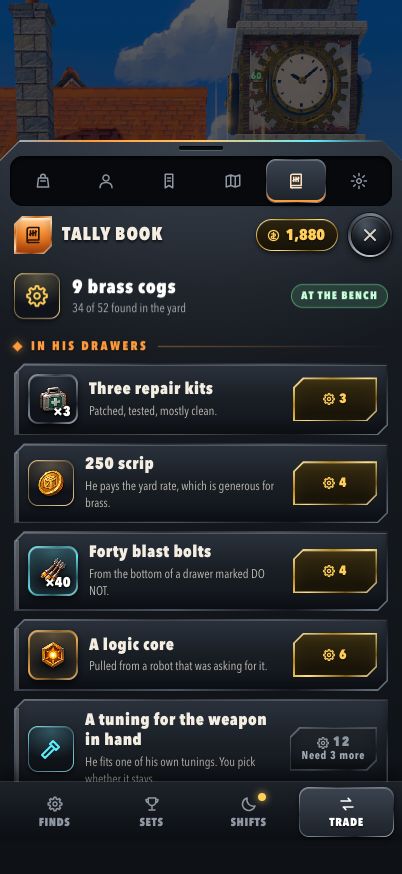 60
TALLY BOOK
1,880
9 brass cogs
34 of 52 found in the yard
AT THE BENCH
IN HIS DRAWERS
×3
Three repair kits
Patched, tested, mostly clean.
3
250 scrip
He pays the yard rate, which is generous for
brass.
4
×40
Forty blast bolts
From the bottom of a drawer marked DO
NOT.
4
A logic core
Pulled from a robot that was asking for it.
6
A tuning for the weapon
in hand
He fits one of his own tunings. You pick
whether it stays.
12
Need 3 more
FINDS
SETS
SHIFTS
TRADE